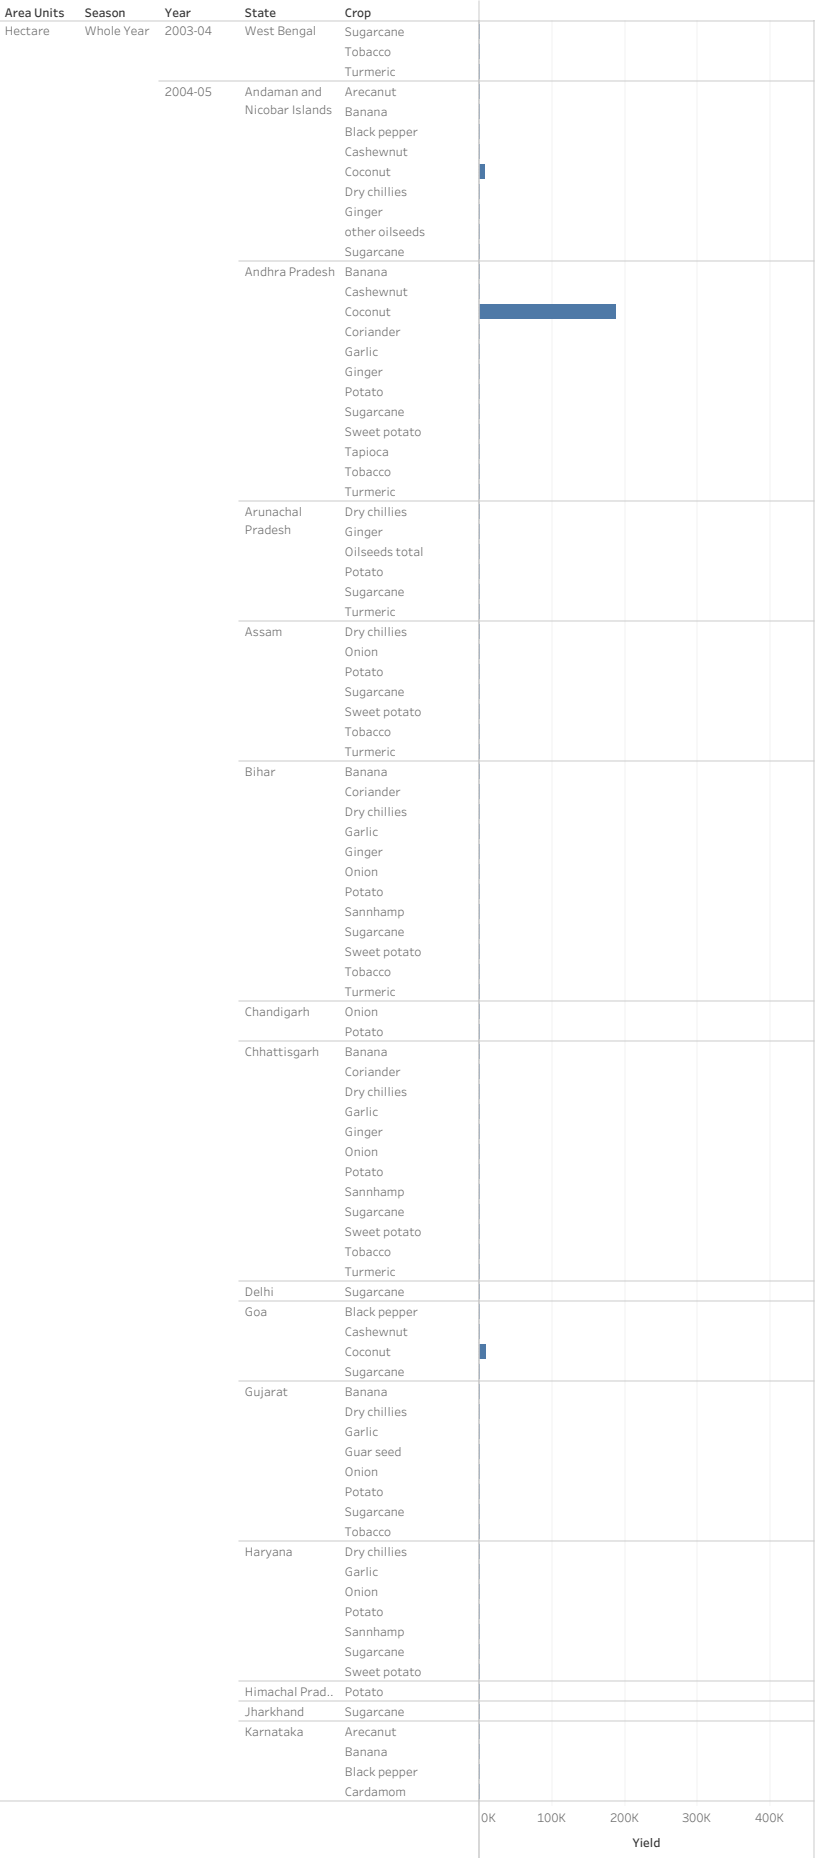 Area Units Season Year State Crop
Hectare Whole Year 2003-04 West Bengal Sugarcane
Tobacco
Turmeric
2004-05 Andaman and Nicobar Islands Arecanut
Banana
Black pepper
Cashewnut
Coconut
Dry chillies
Ginger
other oilseeds
Sugarcane
Andhra Pradesh Banana
Cashewnut
Coconut
Coriander
Garlic
Ginger
Potato
Sugarcane
Sweet potato
Tapioca
Tobacco
Turmeric
Arunachal Pradesh Dry chillies
Ginger
Oilseeds total
Potato
Sugarcane
Turmeric
Assam Dry chillies
Onion
Potato
Sugarcane
Sweet potato
Tobacco
Turmeric
Bihar Banana
Coriander
Dry chillies
Garlic
Ginger
Onion
Potato
Sannhamp
Sugarcane
Sweet potato
Tobacco
Turmeric
Chandigarh Onion
Potato
Chhattisgarh Banana
Coriander
Dry chillies
Garlic
Ginger
Onion
Potato
Sannhamp
Sugarcane
Sweet potato
Tobacco
Turmeric
Delhi Sugarcane
Goa Black pepper
Cashewnut
Coconut
Sugarcane
Gujarat Banana
Dry chillies
Garlic
Guar seed
Onion
Potato
Sugarcane
Tobacco
Haryana Dry chillies
Garlic
Onion
Potato
Sannhamp
Sugarcane
Sweet potato
Himachal Prad.. Potato
Jharkhand Sugarcane
Karnataka Arecanut
Banana
Black pepper
Cardamom
0K 100K 200K 300K 400K
Yield